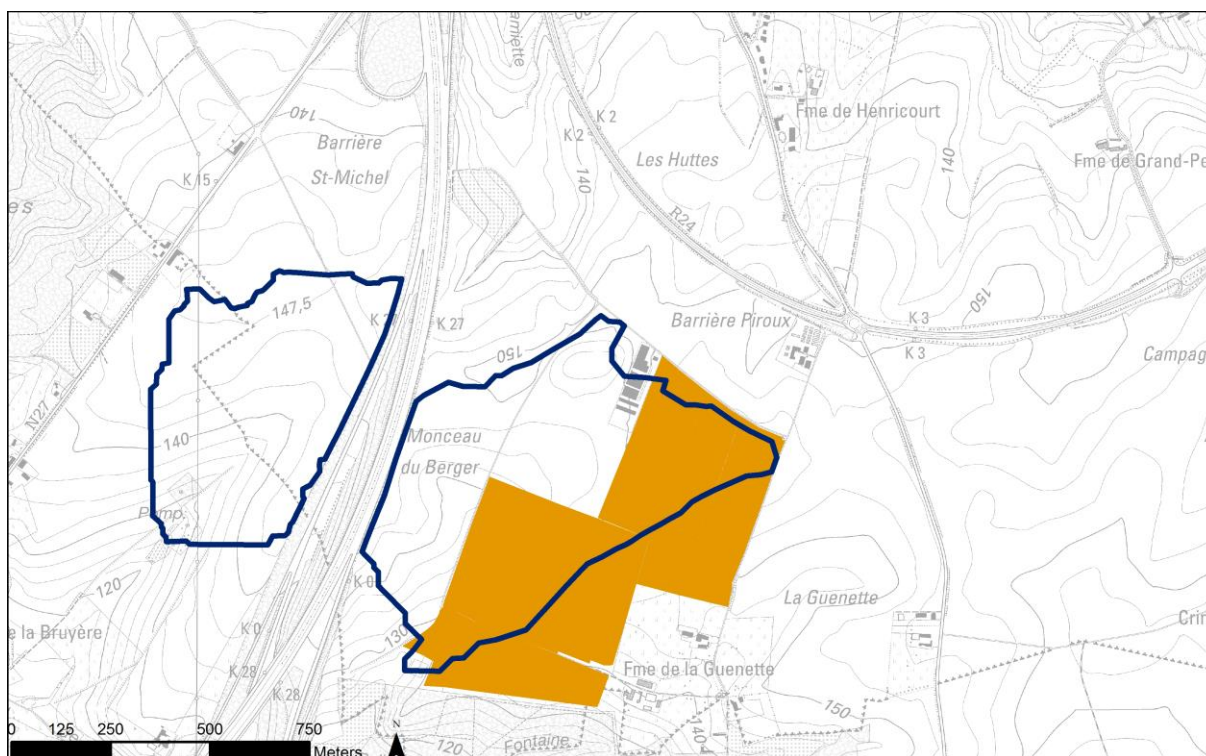 140
Barrière
St-Michel
K 15
K 2
K 2
140
Les Huttes
R24
Fme de Henricourt
140
Fme de Grand-Pe
es
147,5
K 27
150
Barrière Piroux
K 3
K 3
150
Campag
N27
140
Monceau
du Berger
Pomp.
120
e la Bruyère
K 0
K 0
130
La Guenette
Crin
K 28
K 28
Fme de la Guenette
150
140
120
Fontaine
0 125 250 500 750
Meters
N